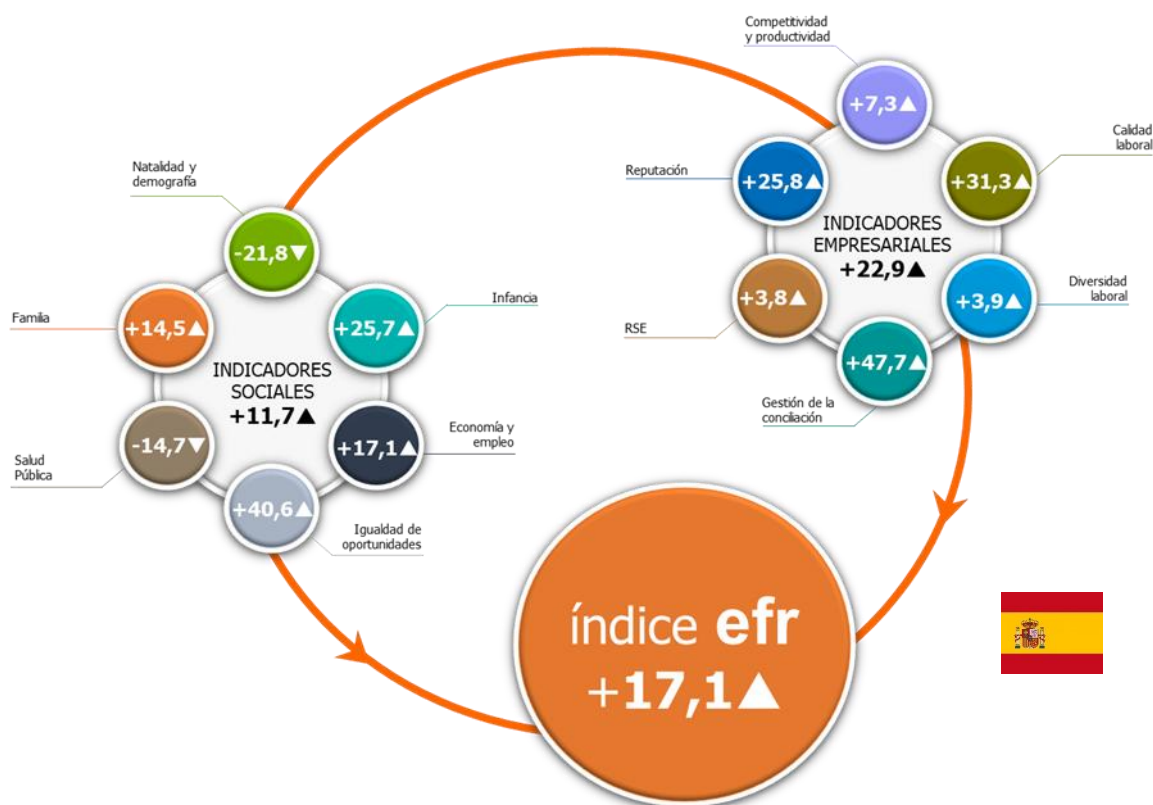 Competitividad
y productividad
+7,3▲
Calidad
laboral
+31,3▲
Reputación
+25,8▲
INDICADORES
EMPRESARIALES
+22,9▲
Diversidad
laboral
+3,9▲
RSE
+3,8▲
+47,7▲
Gestión de la
conciliación
Natalidad y
demografía
-21,8▼
Familia
+14,5▲
Infancia
+25,7▲
INDICADORES
SOCIALES
+11,7▲
Salud
Pública
-14,7▼
Economía y
empleo
+17,1▲
+40,6▲
Igualdad de
oportunidades
índice efr
+17,1▲